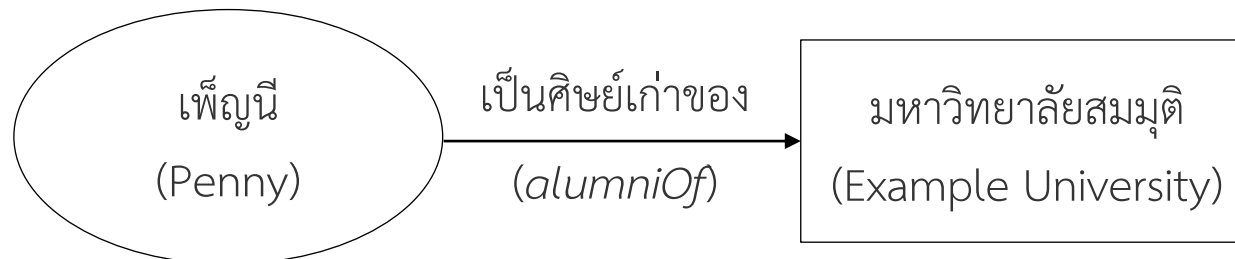 เพ็ญนี
(Penny)
เป็นศิษย์เก่าของ
(alumniOf)
มหาวิทยาลัยสมมุติ
(Example University)